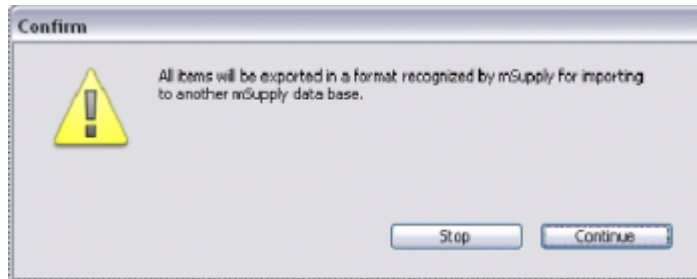 Confirm
All items will be exported in a format recognized by mSupply for importing
to another mSupply data base.
Stop
Continue